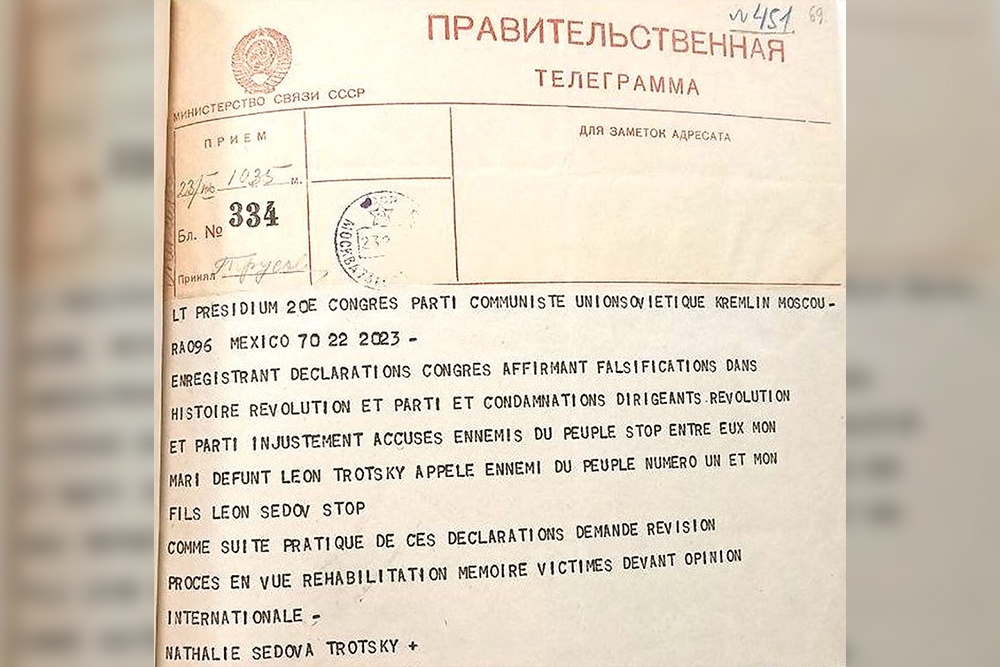 №451 69.
ПРАВИТЕЛЬСТВЕННАЯ
ТЕЛЕГРАММА
МИНИСТЕРСТВО СВЯЗИ СССР
ПРИЕМ
ДЛЯ ЗАМЕТОК АДРЕСАТА
1035 м.
Бл. № 334
Принял
МОСКВА
LT PRESIDIUM 20E CONGRES PARTI COMMUNISTE UNIONSOVIETIQUE KREMLIN MOSCOU-
RA096 MEXICO 70 22 2023 -
ENREGISTRANT DECLARATIONS CONGRES AFFIRMANT FALSIFICATIONS DANS
HISTOIRE REVOLUTION ET PARTI ET CONDAMNATIONS DIRIGEANTS.REVOLUTION
ET PARTI INJUSTEMENT ACCUSES ENNEMIS DU PEUPLE STOP ENTRE EUX MON
MARI DEFUNT LEON TROTSKY APPELE ENNEMI DU PEUPLE NUMERO UN ET MON
FILS LEON SEDOV STOP
COMME SUITE PRATIQUE DE CES DECLARATIONS DEMANDE REVISION
PROCES EN VUE REHABILITATION MEMOIRE VICTIMES DEVANT OPINION
INTERNATIONALE -
NATHALIE SEDOVA TROTSKY +